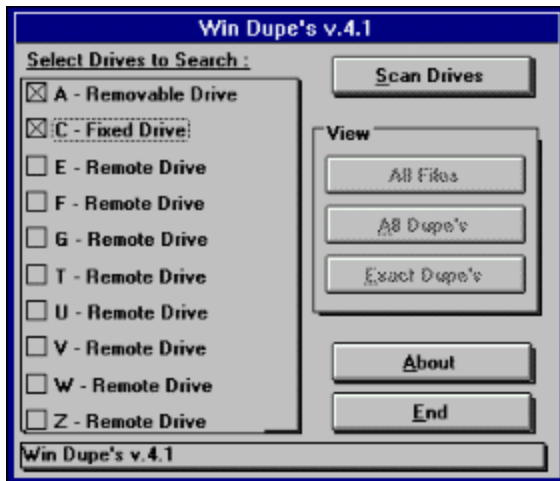 Win Dupe's v.4.1
Select Drives to Search :
A - Removable Drive
C - Fixed Drive
E - Remote Drive
F - Remote Drive
G - Remote Drive
T - Remote Drive
U - Remote Drive
V - Remote Drive
W - Remote Drive
Z - Remote Drive
Scan Drives
View
All Files
All Dupe's
Exact Dupe's
About
End
Win Dupe's v.4.1